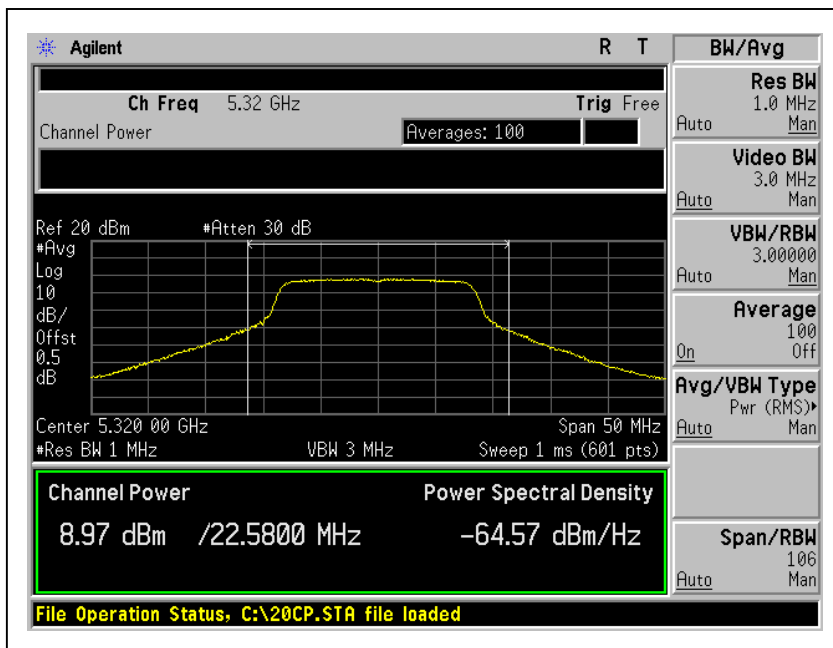 Agilent R T BW/Avg
Ch Freq 5.32 GHz Trig Free
Channel Power Averages: 100
Res BW
1.0 MHz
Auto Man
Video BW
3.0 MHz
Auto Man
Ref 20 dBm #Atten 30 dB
#Avg
Log
10
dB/
Offst
0.5
dB
VBW/RBW
3.00000
Auto Man
Average
100
On Off
Avg/VBW Type
Pwr (RMS)
Auto Man
Center 5.320 00 GHz Span 50 MHz
#Res BW 1 MHz VBW 3 MHz Sweep 1 ms (601 pts)
Channel Power Power Spectral Density
8.97 dBm /22.5800 MHz -64.57 dBm/Hz
Span/RBW
106
Auto Man
File Operation Status, C:\20CP.STA file loaded